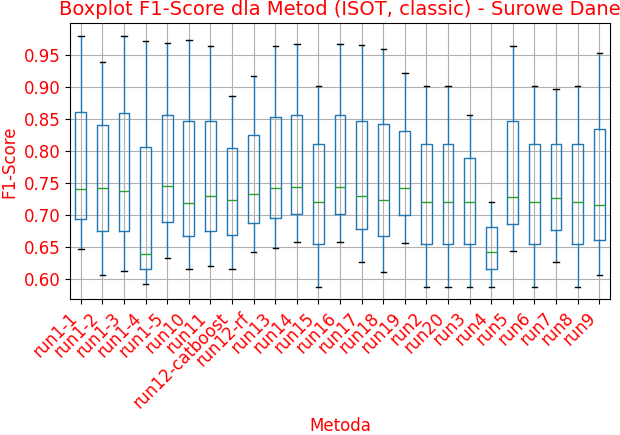 Boxplot F1-Score dla Metod (ISOT, classic) - Surowe Dane
F1-Score
0.95
0.90
0.85
0.80
0.75
0.70
0.65
0.60
run1-1
run1-2
run1-3
run1-4
run1-5
run10
run11
run12-catboost
run12-rf
run13
run14
run15
run16
run17
run18
run19
run2
run20
run3
run4
run5
run6
run7
run8
run9
Metoda